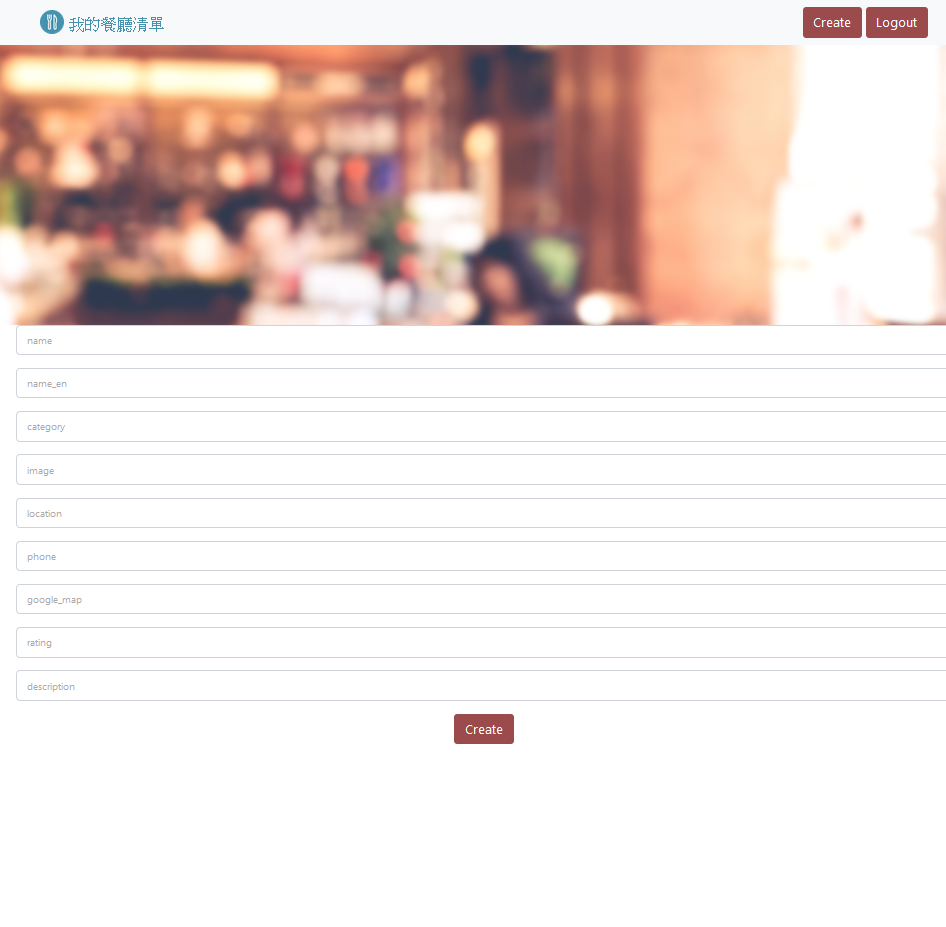 我的餐廳清單
Create
Logout
name
name_en
category
image
location
phone
google_map
rating
description
Create